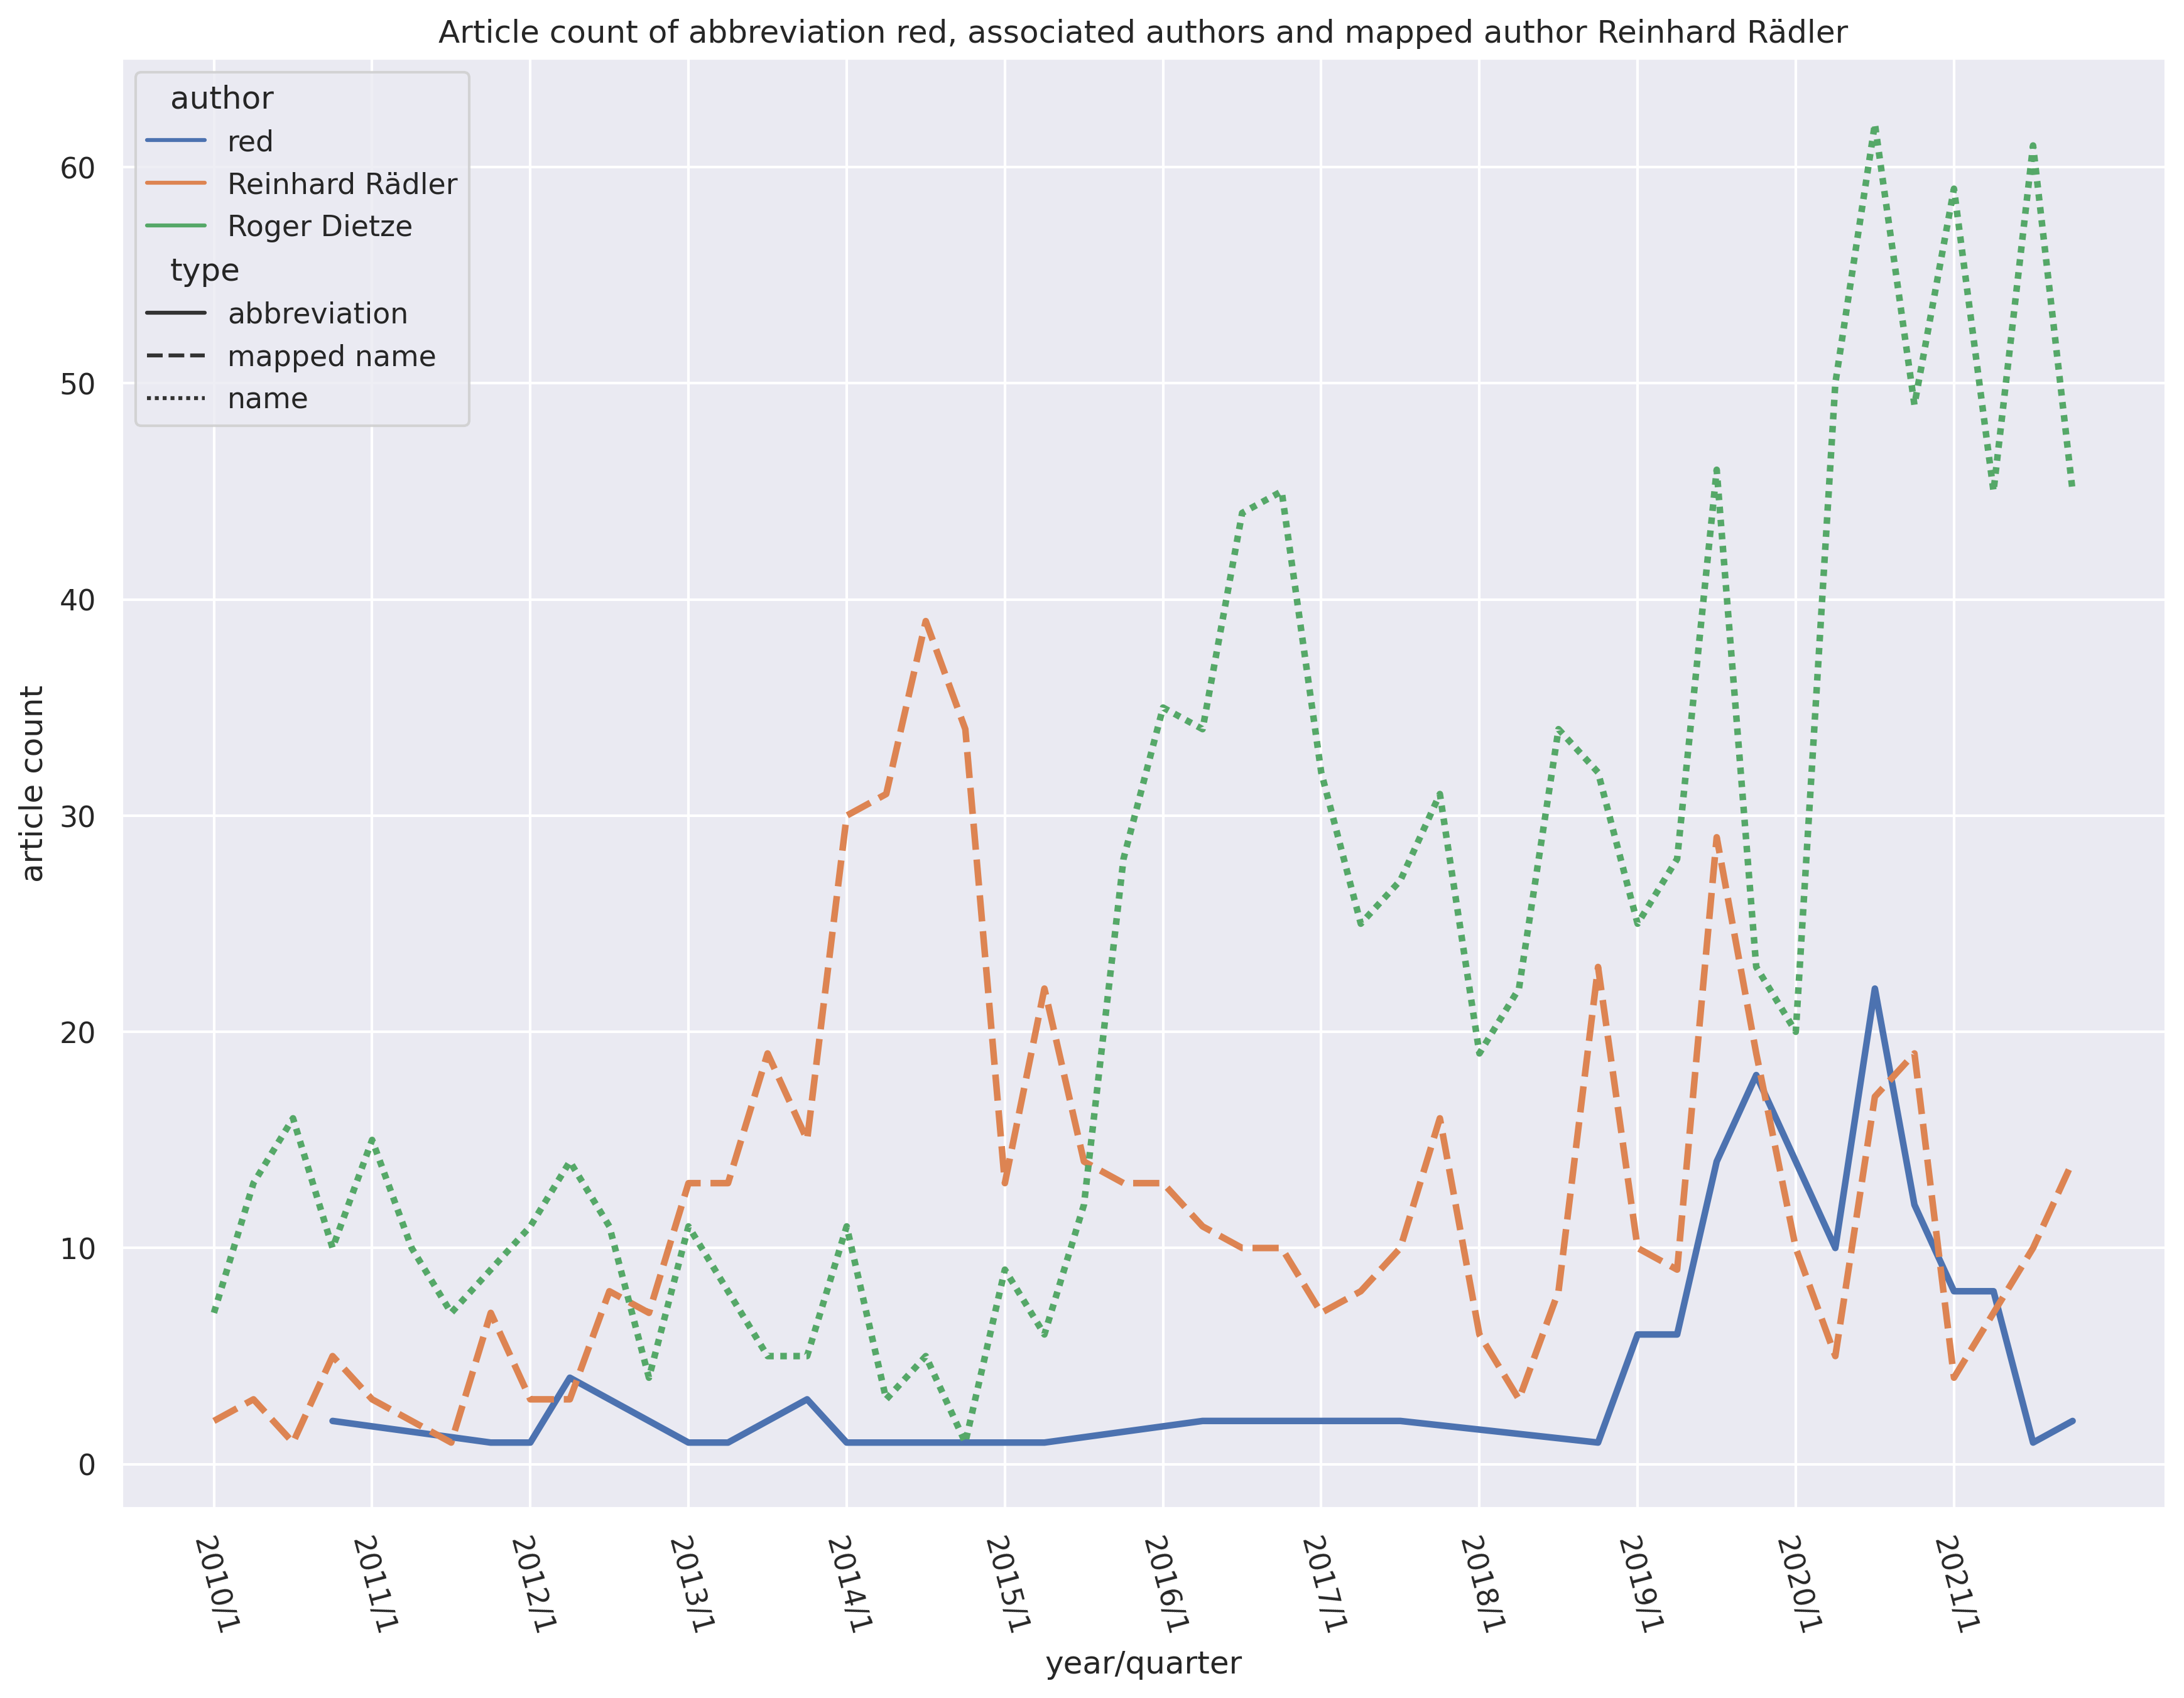 Article count of abbreviation red, associated authors and mapped author Reinhard Rädler
author
red
Reinhard Rädler
Roger Dietze
type
abbreviation
mapped name
name
article count
60
50
40
30
20
10
0
2010/1
2011/1
2012/1
2013/1
2014/1
2015/1
2016/1
2017/1
2018/1
2019/1
2020/1
2021/1
year/quarter